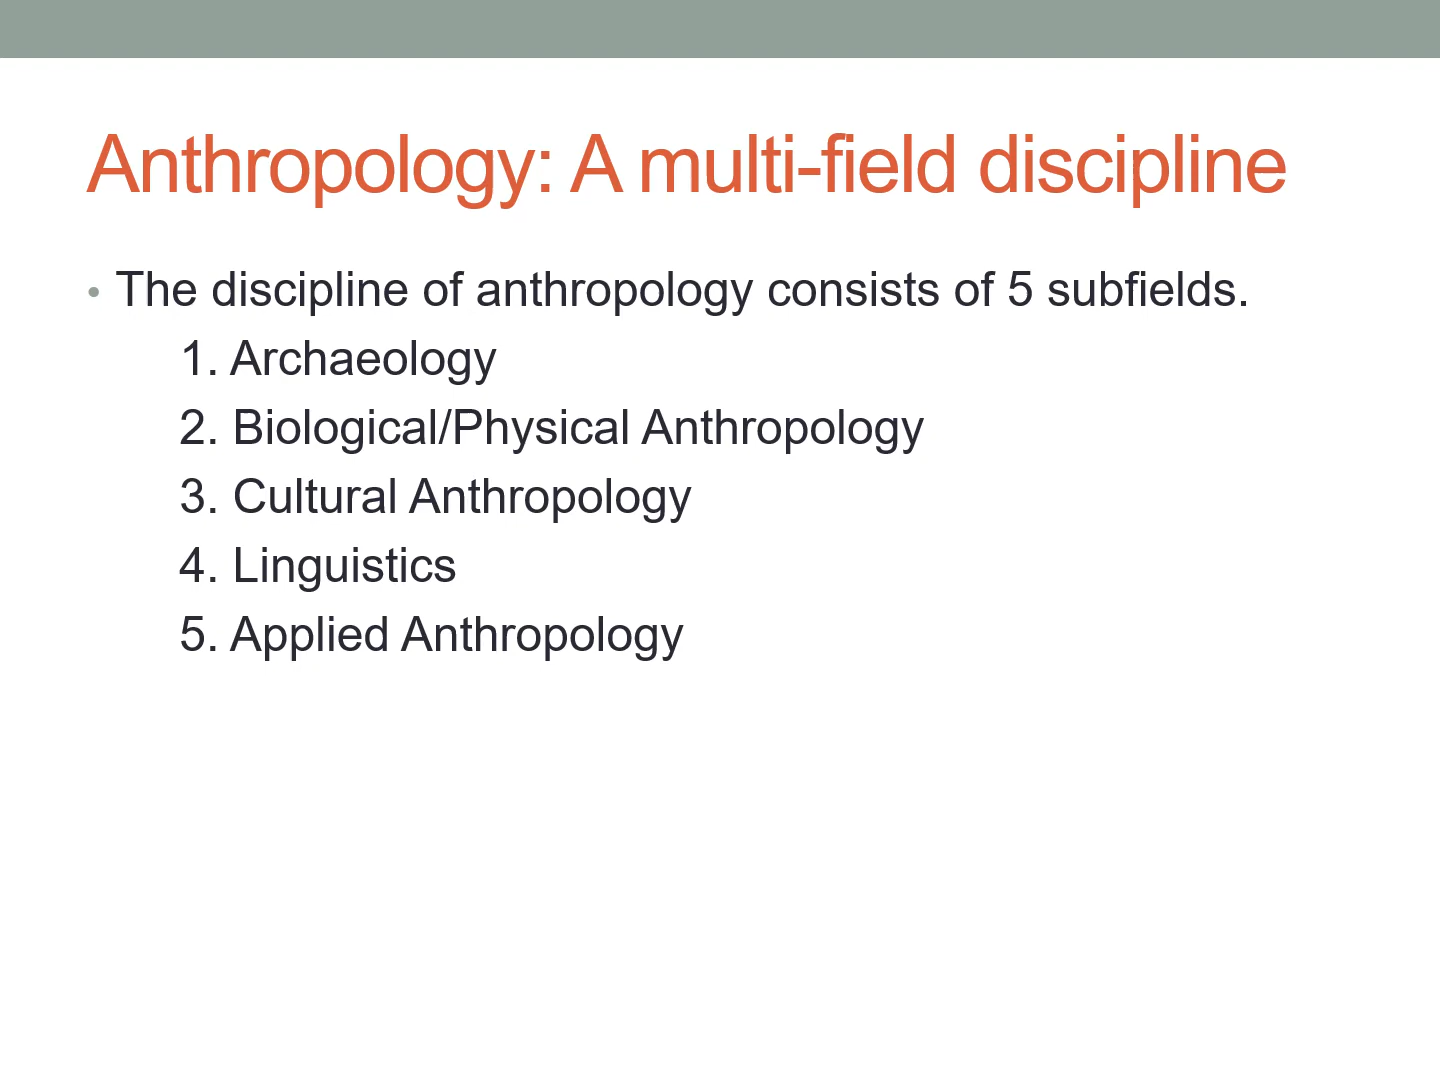 Anthropology: A multi-field discipline
• The discipline of anthropology consists of 5 subfields.
1. Archaeology
2. Biological/Physical Anthropology
3. Cultural Anthropology
4. Linguistics
5. Applied Anthropology